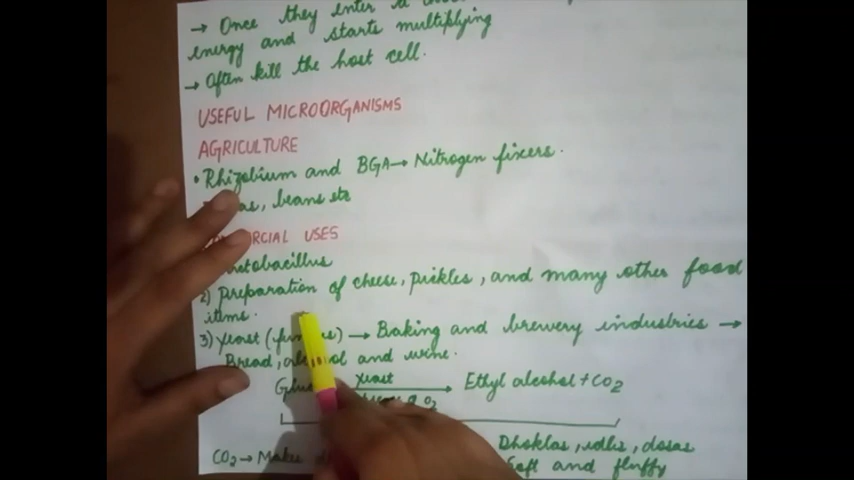 → Once they enter a
energy and starts multiplying
→ Often kill the host cell.
USEFUL MICROORGANISMS
AGRICULTURE
• Rhizobium and BGA → Nitrogen fixers.
, beans etc
USES
2) Preparation of cheese, pickles, and many other food
items.
3) Yeast ( ) → Baking and brewery industries →
Bread, and wine.
Yeast → Ethyl alcohol + CO2
O2
CO2 → Makes Dhoklas, idlis, dosas
soft and fluffy